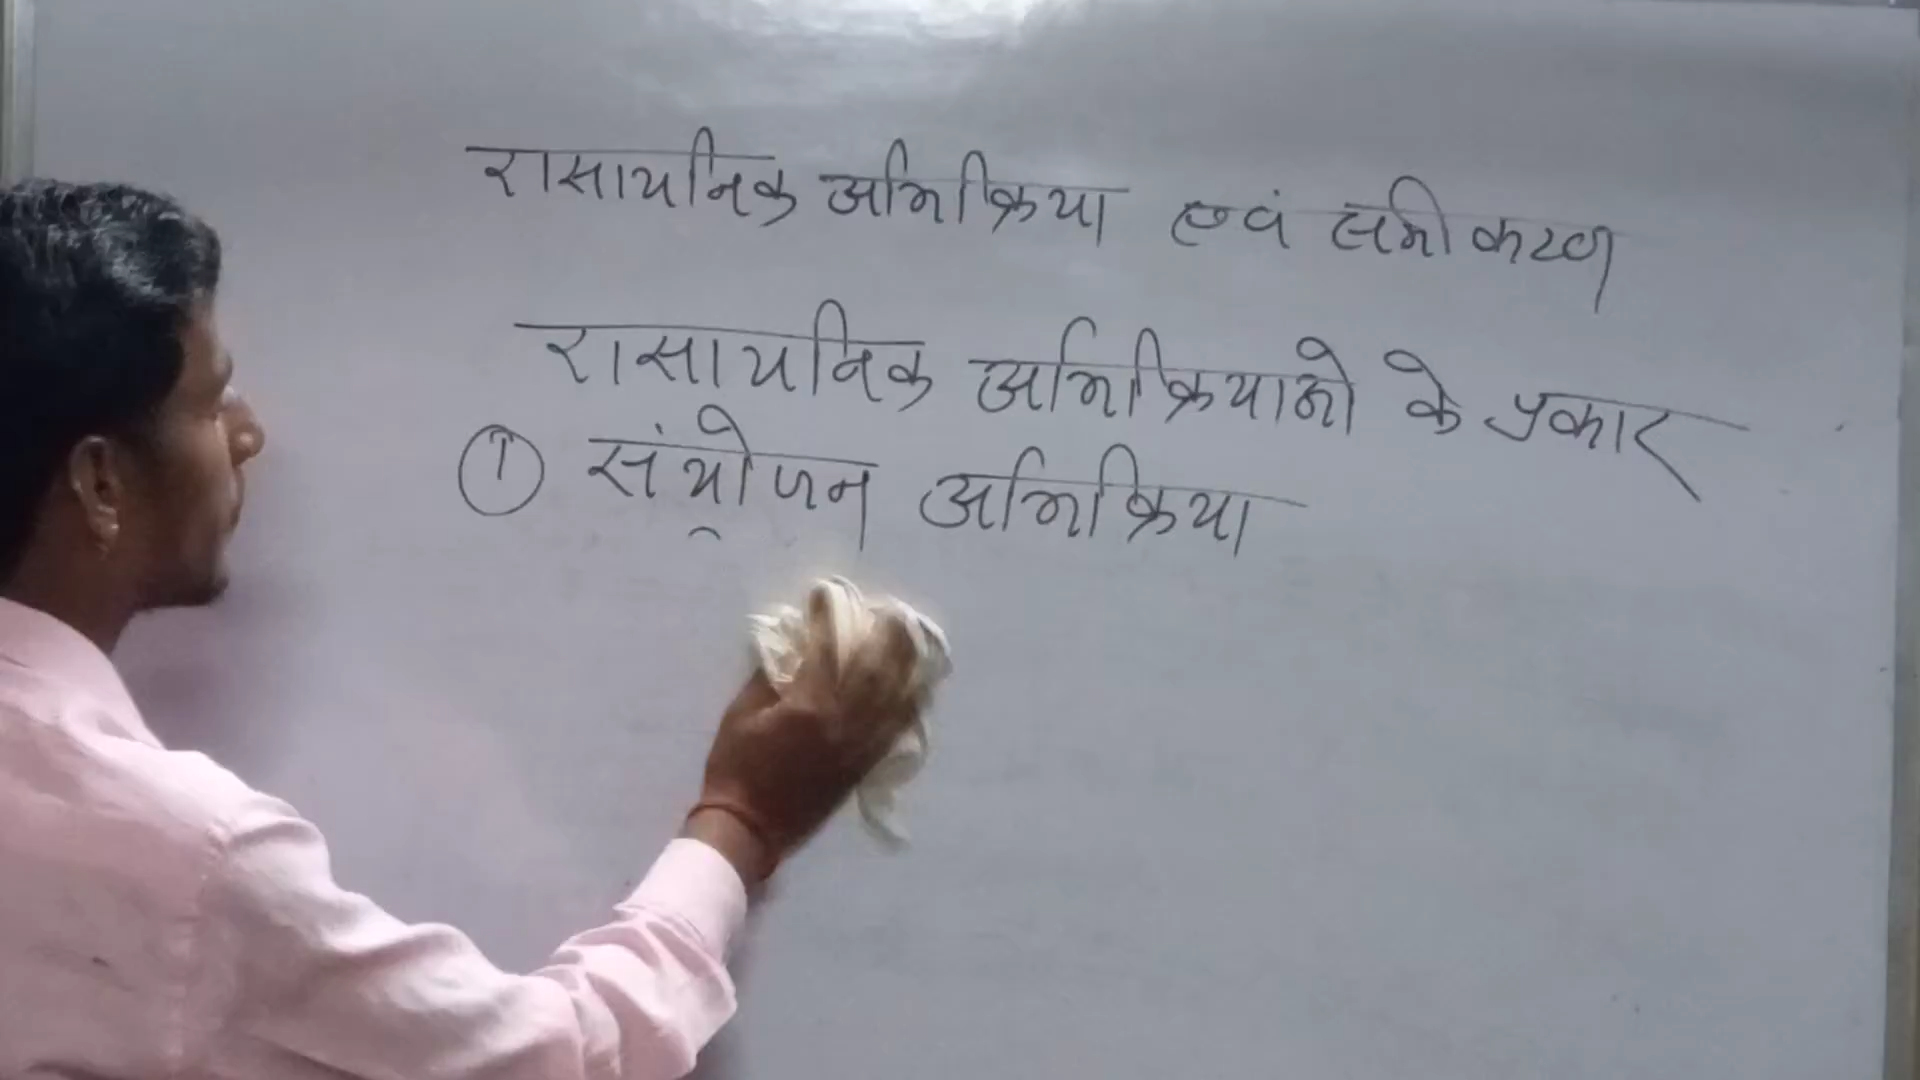 रासायनिक अभिक्रिया एवं समीकरण
रासायनिक अभिक्रियाओ के प्रकार
① संयोजन अभिक्रिया